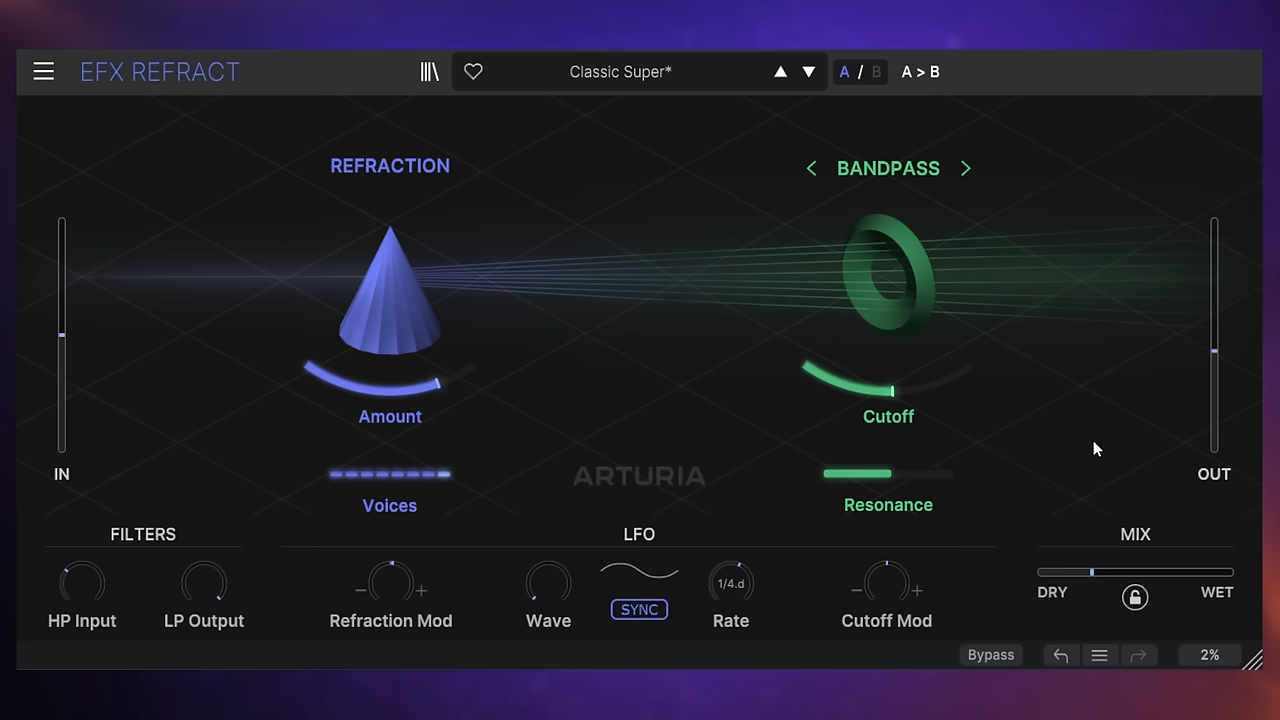 EFX REFRACT
Classic Super*
A / B
A > B
REFRACTION
BANDPASS
Amount
Cutoff
IN
ARTURIA
OUT
Voices
Resonance
FILTERS
LFO
MIX
1/4.d
DRY
WET
SYNC
HP Input
LP Output
Refraction Mod
Wave
Rate
Cutoff Mod
Bypass
2%